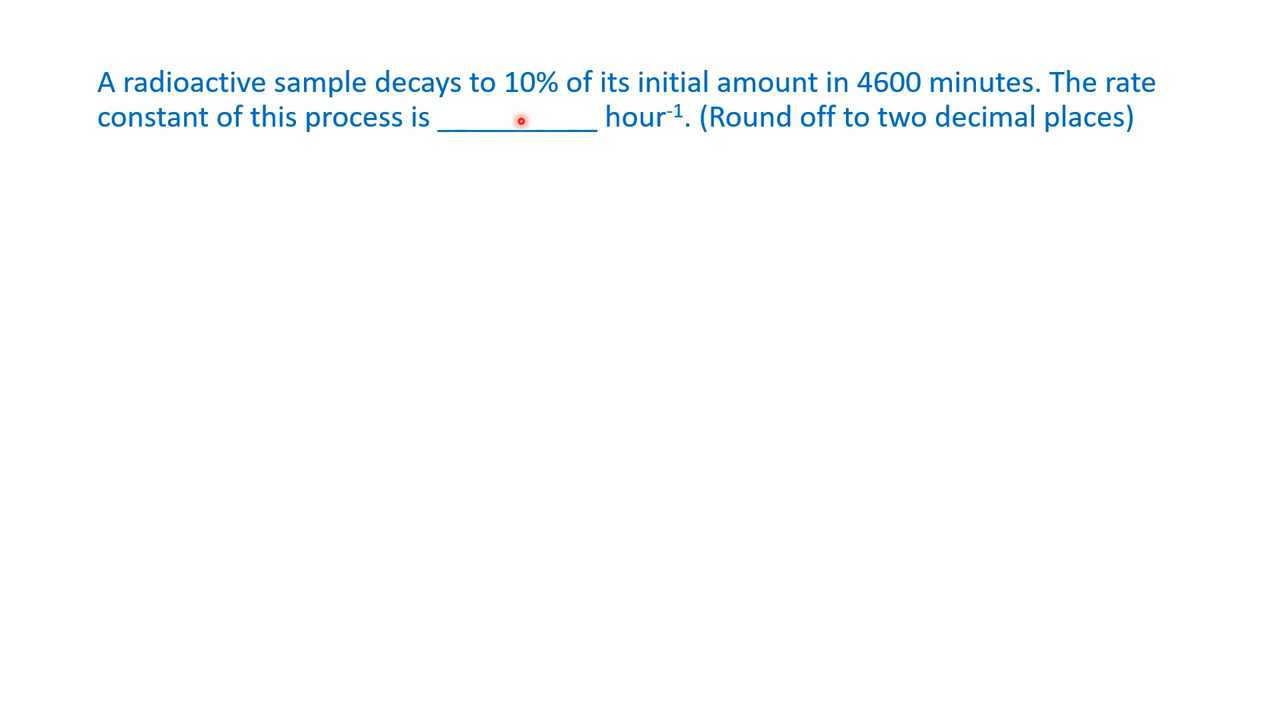 A radioactive sample decays to 10% of its initial amount in 4600 minutes. The rate
constant of this process is __________ hour⁻¹. (Round off to two decimal places)